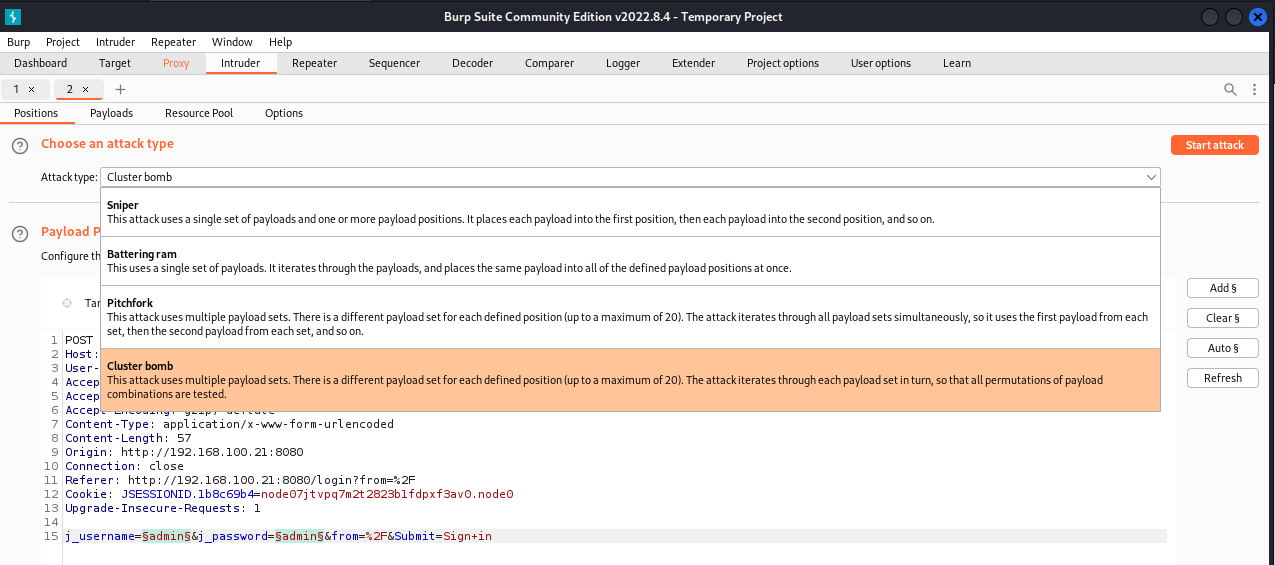 Burp Suite Community Edition v2022.8.4 - Temporary Project
Burp Project Intruder Repeater Window Help
Dashboard Target Proxy Intruder Repeater Sequencer Decoder Comparer Logger Extender Project options User options Learn
1 × 2 × +
Positions Payloads Resource Pool Options
? Choose an attack type
Start attack
Attack type: Cluster bomb
Sniper
This attack uses a single set of payloads and one or more payload positions. It places each payload into the first position, then each payload into the second position, and so on.
Battering ram
This uses a single set of payloads. It iterates through the payloads, and places the same payload into all of the defined payload positions at once.
Pitchfork
This attack uses multiple payload sets. There is a different payload set for each defined position (up to a maximum of 20). The attack iterates through all payload sets simultaneously, so it uses the first payload from each
set, then the second payload from each set, and so on.
Cluster bomb
This attack uses multiple payload sets. There is a different payload set for each defined position (up to a maximum of 20). The attack iterates through each payload set in turn, so that all permutations of payload
combinations are tested.
? Payload P
Configure th
Tar
Add §
Clear §
Auto §
Refresh
1 POST
2 Host:
3 User-
4 Accep
5 Accep
6 Accept-Encoding: gzip, deflate
7 Content-Type: application/x-www-form-urlencoded
8 Content-Length: 57
9 Origin: http://192.168.100.21:8080
10 Connection: close
11 Referer: http://192.168.100.21:8080/login?from=%2F
12 Cookie: JSESSIONID.1b8c69b4=node07jtvpq7m2t2823b1fdpxf3av0.node0
13 Upgrade-Insecure-Requests: 1
14
15 j_username=§admin§&j_password=§admin§&from=%2F&Submit=Sign+in